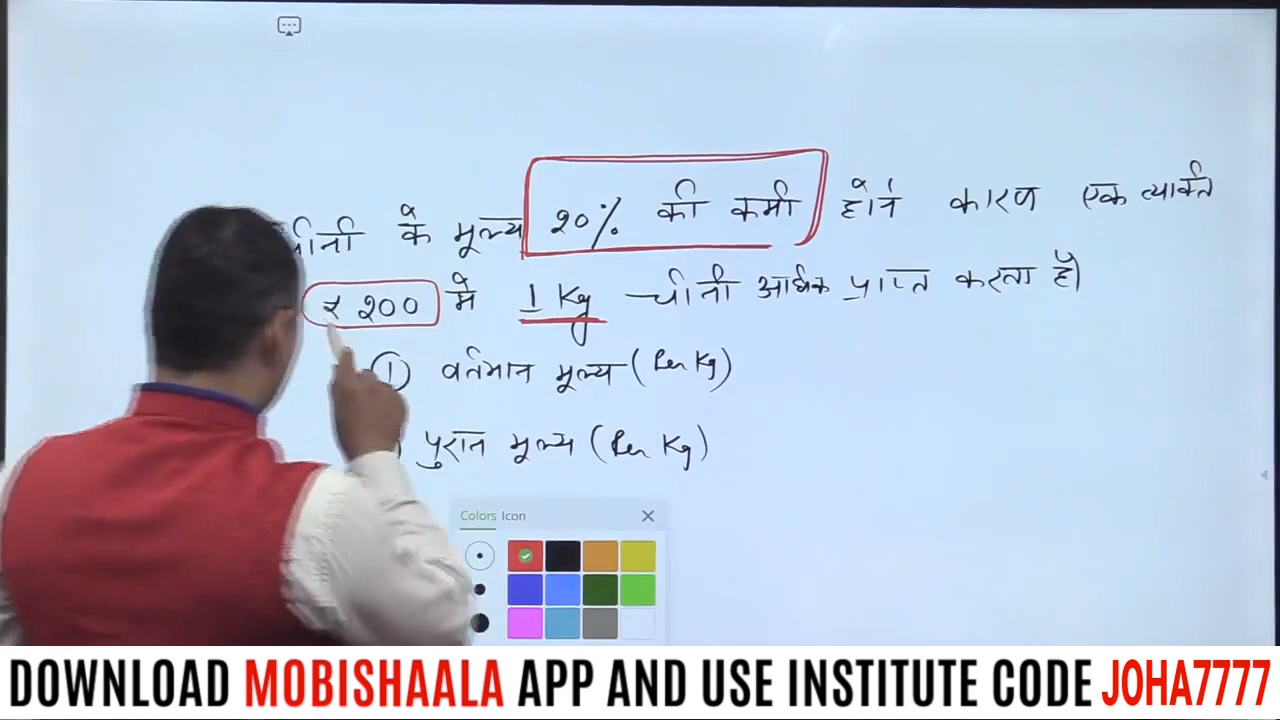 चीनी के मूल्य 20% की कमी होने के कारण एक व्यक्ति
₹ 200 में 1 Kg चीनी अधिक प्राप्त करता है।
① वर्तमान मूल्य (Per Kg)
पुरान मूल्य (Per Kg)
Colors Icon
DOWNLOAD MOBISHAALA APP AND USE INSTITUTE CODE JOHA7777